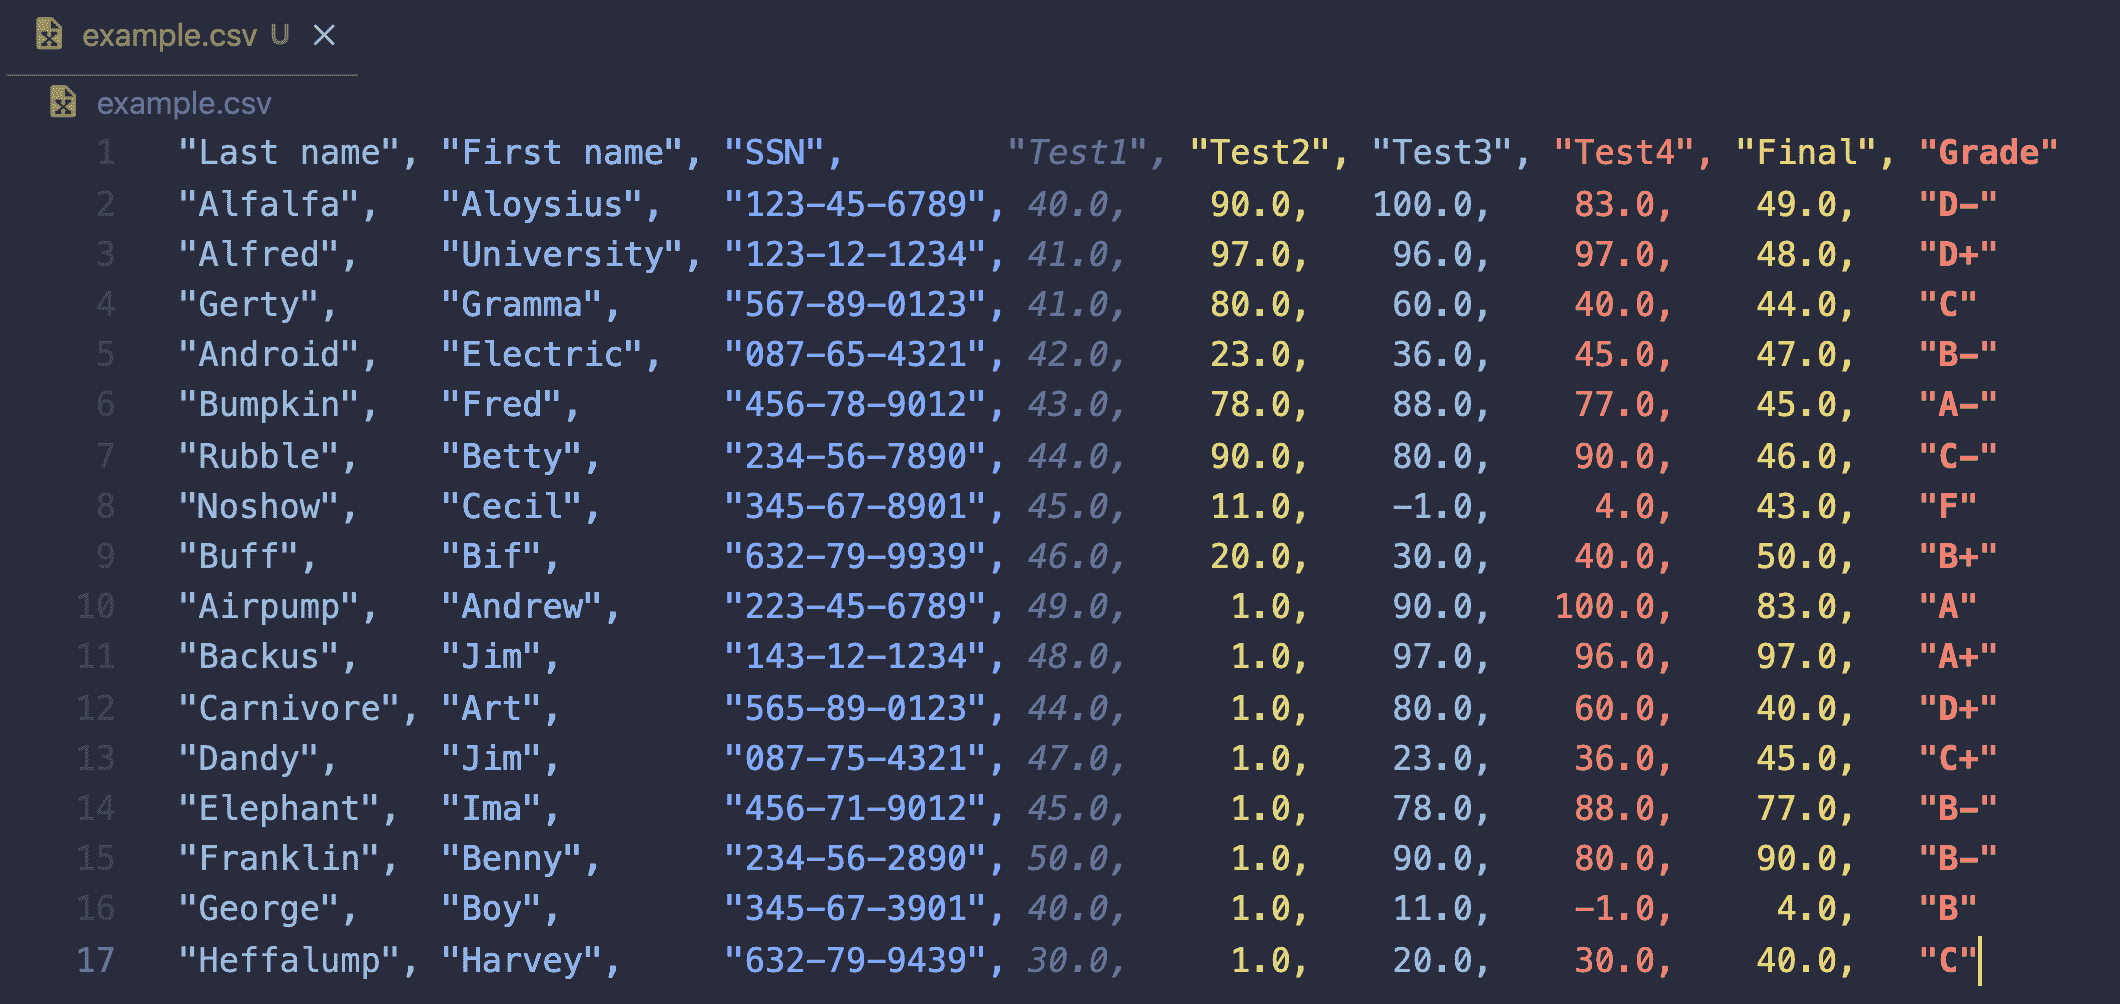 example.csv U ×
example.csv
1 "Last name", "First name", "SSN", "Test1", "Test2", "Test3", "Test4", "Final", "Grade"
2 "Alfalfa", "Aloysius", "123-45-6789", 40.0, 90.0, 100.0, 83.0, 49.0, "D-"
3 "Alfred", "University", "123-12-1234", 41.0, 97.0, 96.0, 97.0, 48.0, "D+"
4 "Gerty", "Gramma", "567-89-0123", 41.0, 80.0, 60.0, 40.0, 44.0, "C"
5 "Android", "Electric", "087-65-4321", 42.0, 23.0, 36.0, 45.0, 47.0, "B-"
6 "Bumpkin", "Fred", "456-78-9012", 43.0, 78.0, 88.0, 77.0, 45.0, "A-"
7 "Rubble", "Betty", "234-56-7890", 44.0, 90.0, 80.0, 90.0, 46.0, "C-"
8 "Noshow", "Cecil", "345-67-8901", 45.0, 11.0, -1.0, 4.0, 43.0, "F"
9 "Buff", "Bif", "632-79-9939", 46.0, 20.0, 30.0, 40.0, 50.0, "B+"
10 "Airpump", "Andrew", "223-45-6789", 49.0, 1.0, 90.0, 100.0, 83.0, "A"
11 "Backus", "Jim", "143-12-1234", 48.0, 1.0, 97.0, 96.0, 97.0, "A+"
12 "Carnivore", "Art", "565-89-0123", 44.0, 1.0, 80.0, 60.0, 40.0, "D+"
13 "Dandy", "Jim", "087-75-4321", 47.0, 1.0, 23.0, 36.0, 45.0, "C+"
14 "Elephant", "Ima", "456-71-9012", 45.0, 1.0, 78.0, 88.0, 77.0, "B-"
15 "Franklin", "Benny", "234-56-2890", 50.0, 1.0, 90.0, 80.0, 90.0, "B-"
16 "George", "Boy", "345-67-3901", 40.0, 1.0, 11.0, -1.0, 4.0, "B"
17 "Heffalump", "Harvey", "632-79-9439", 30.0, 1.0, 20.0, 30.0, 40.0, "C"